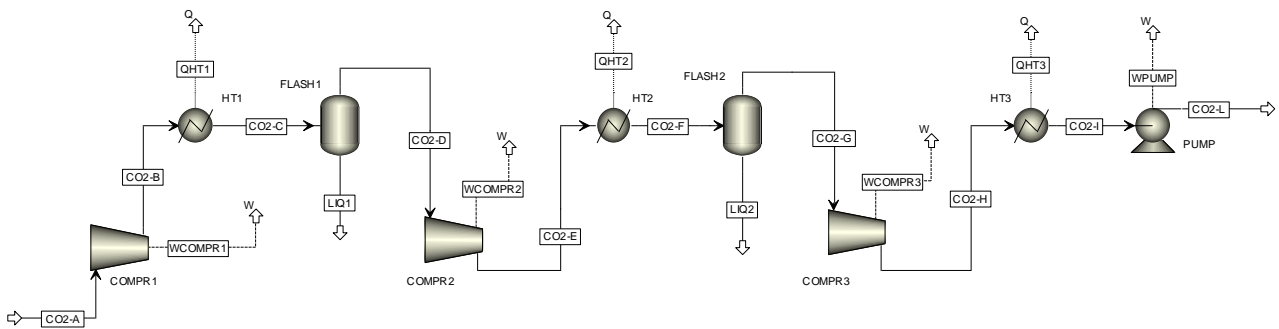 Q
Q
Q
W
QHT1
QHT2
QHT3
WPUMP
FLASH1
FLASH2
HT1
HT2
HT3
CO2-L
CO2-C
CO2-F
CO2-I
PUMP
CO2-D
CO2-G
W
W
CO2-B
WCOMPR2
WCOMPR3
CO2-H
LIQ1
LIQ2
W
CO2-E
WCOMPR1
COMPR1
COMPR2
COMPR3
CO2-A